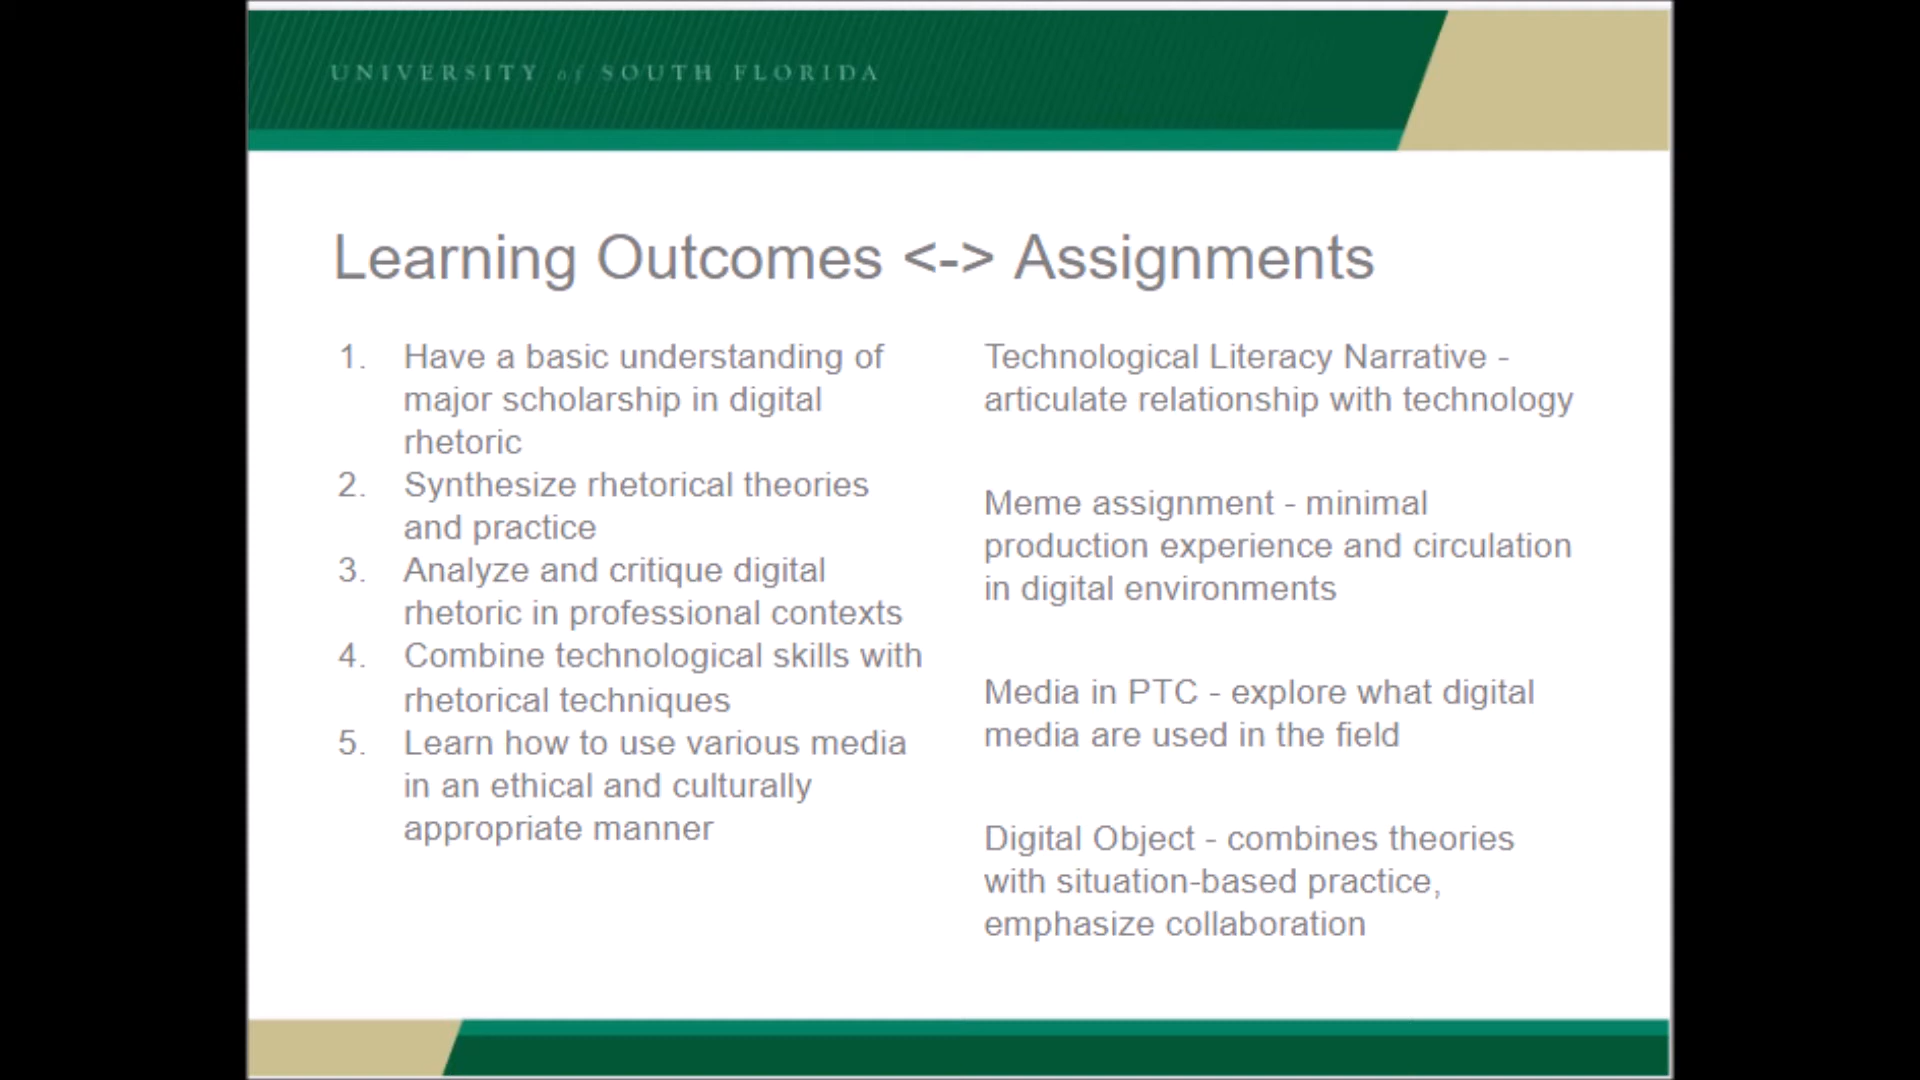 UNIVERSITY of SOUTH FLORIDA
Learning Outcomes <-> Assignments
1. Have a basic understanding of
major scholarship in digital
rhetoric
2. Synthesize rhetorical theories
and practice
3. Analyze and critique digital
rhetoric in professional contexts
4. Combine technological skills with
rhetorical techniques
5. Learn how to use various media
in an ethical and culturally
appropriate manner
Technological Literacy Narrative -
articulate relationship with technology
Meme assignment - minimal
production experience and circulation
in digital environments
Media in PTC - explore what digital
media are used in the field
Digital Object - combines theories
with situation-based practice,
emphasize collaboration